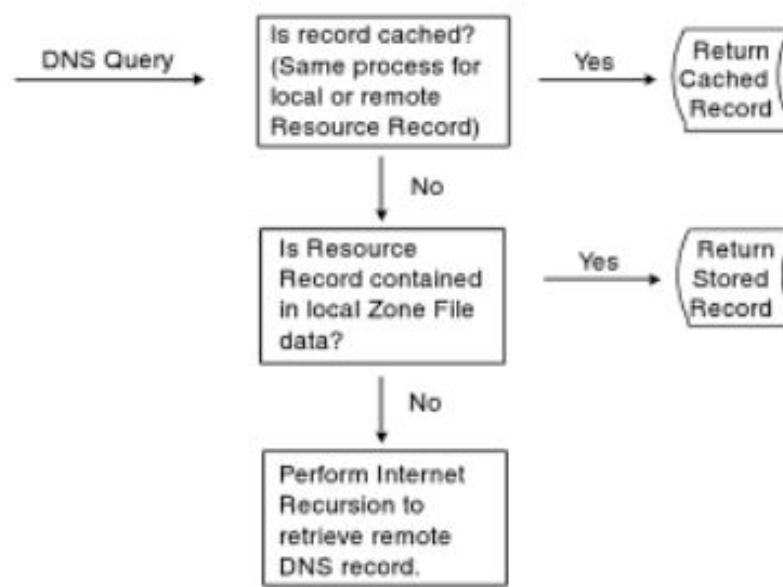 DNS Query
Is record cached?
(Same process for
local or remote
Resource Record)
Yes
Return
Cached
Record
No
Is Resource
Record contained
in local Zone File
data?
Yes
Return
Stored
Record
No
Perform Internet
Recursion to
retrieve remote
DNS record.